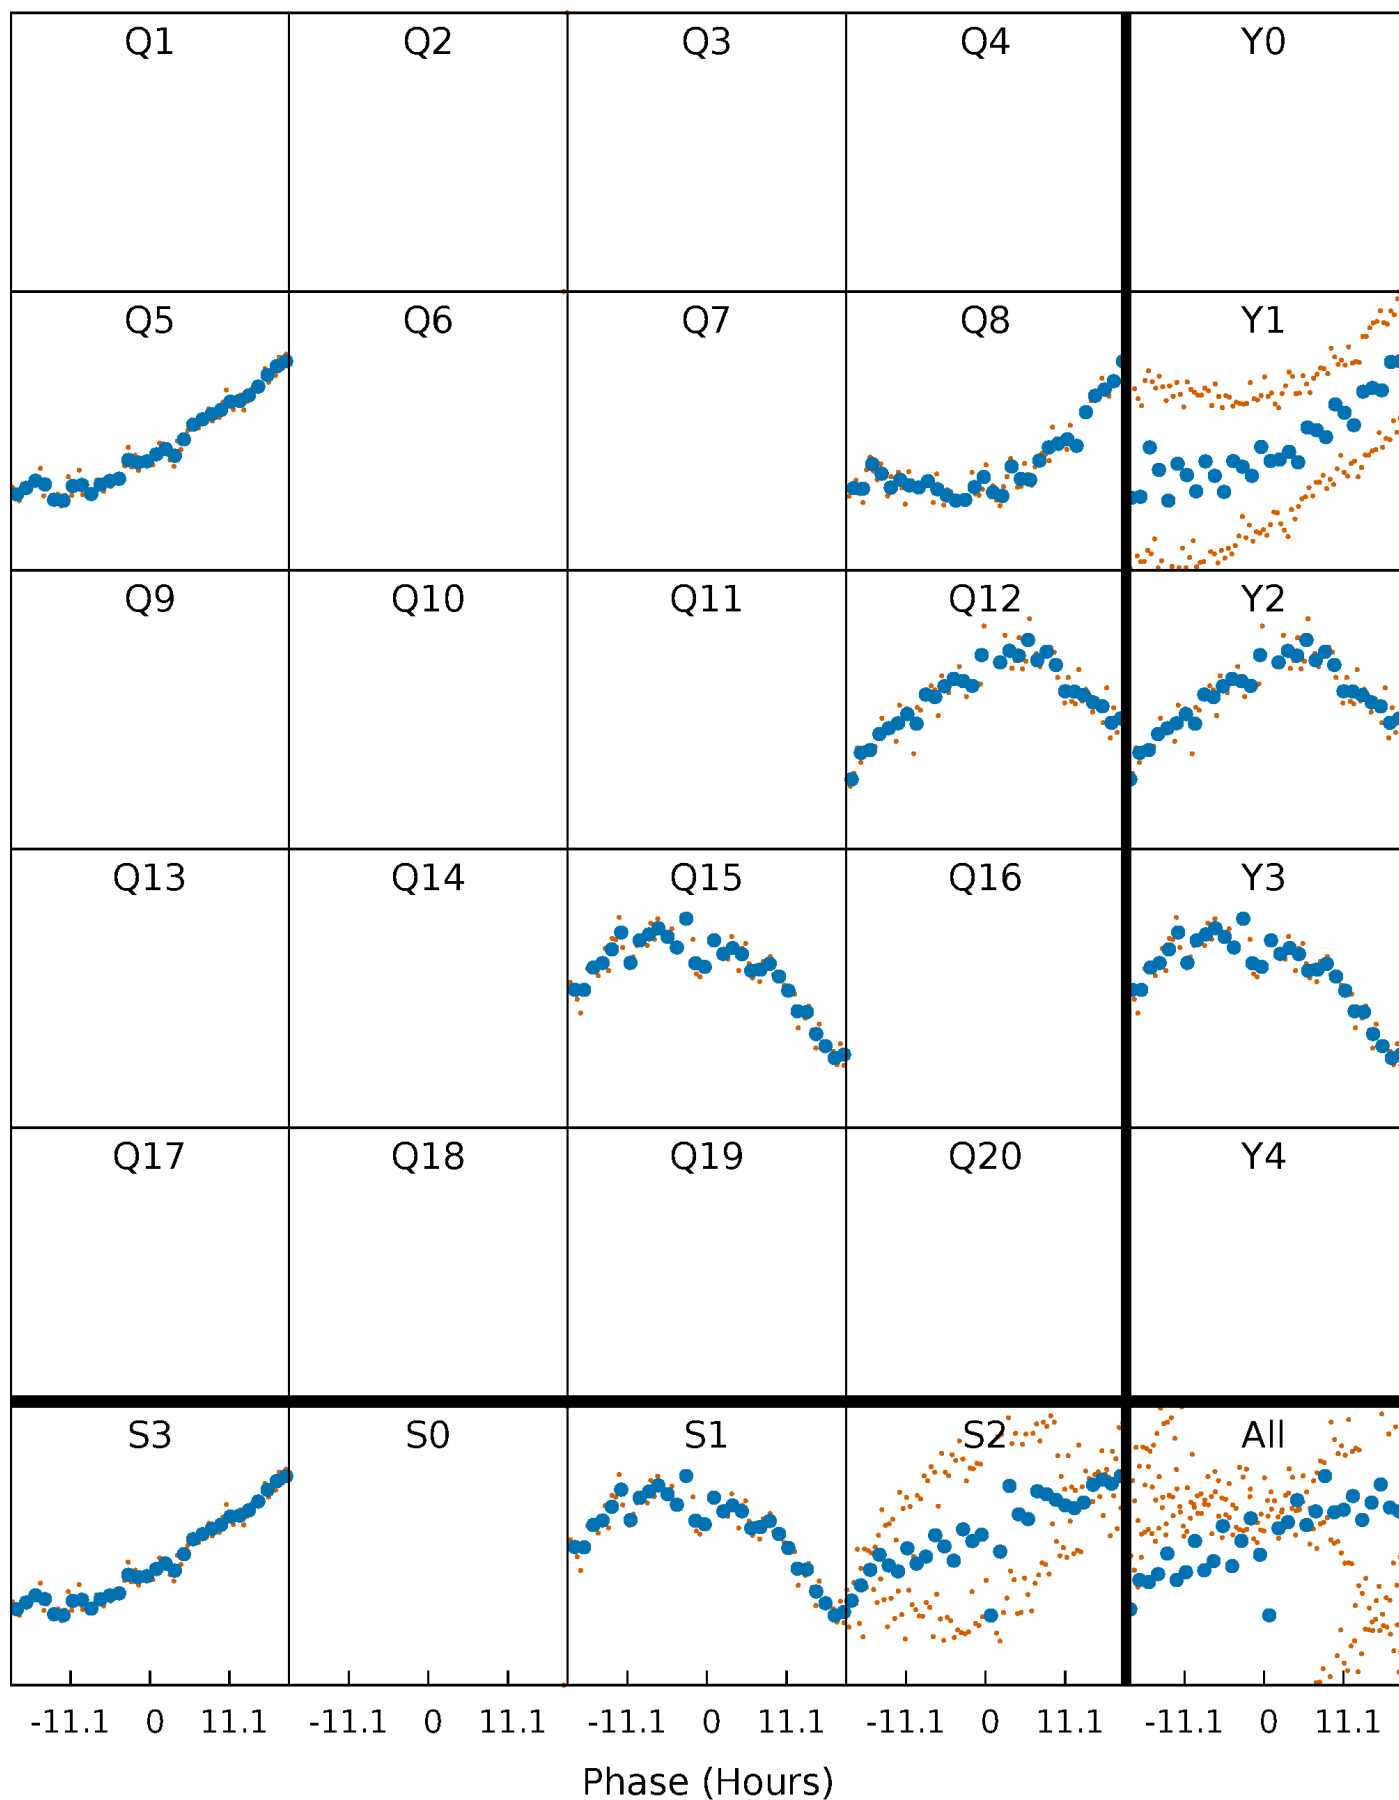 Q1 Q2 Q3 Q4 Y0
Q5 Q6 Q7 Q8 Y1
Q9 Q10 Q11 Q12 Y2
Q13 Q14 Q15 Q16 Y3
Q17 Q18 Q19 Q20 Y4
S3 S0 S1 S2 All
-11.1 0 11.1 -11.1 0 11.1 -11.1 0 11.1 -11.1 0 11.1 -11.1 0 11.1
Phase (Hours)